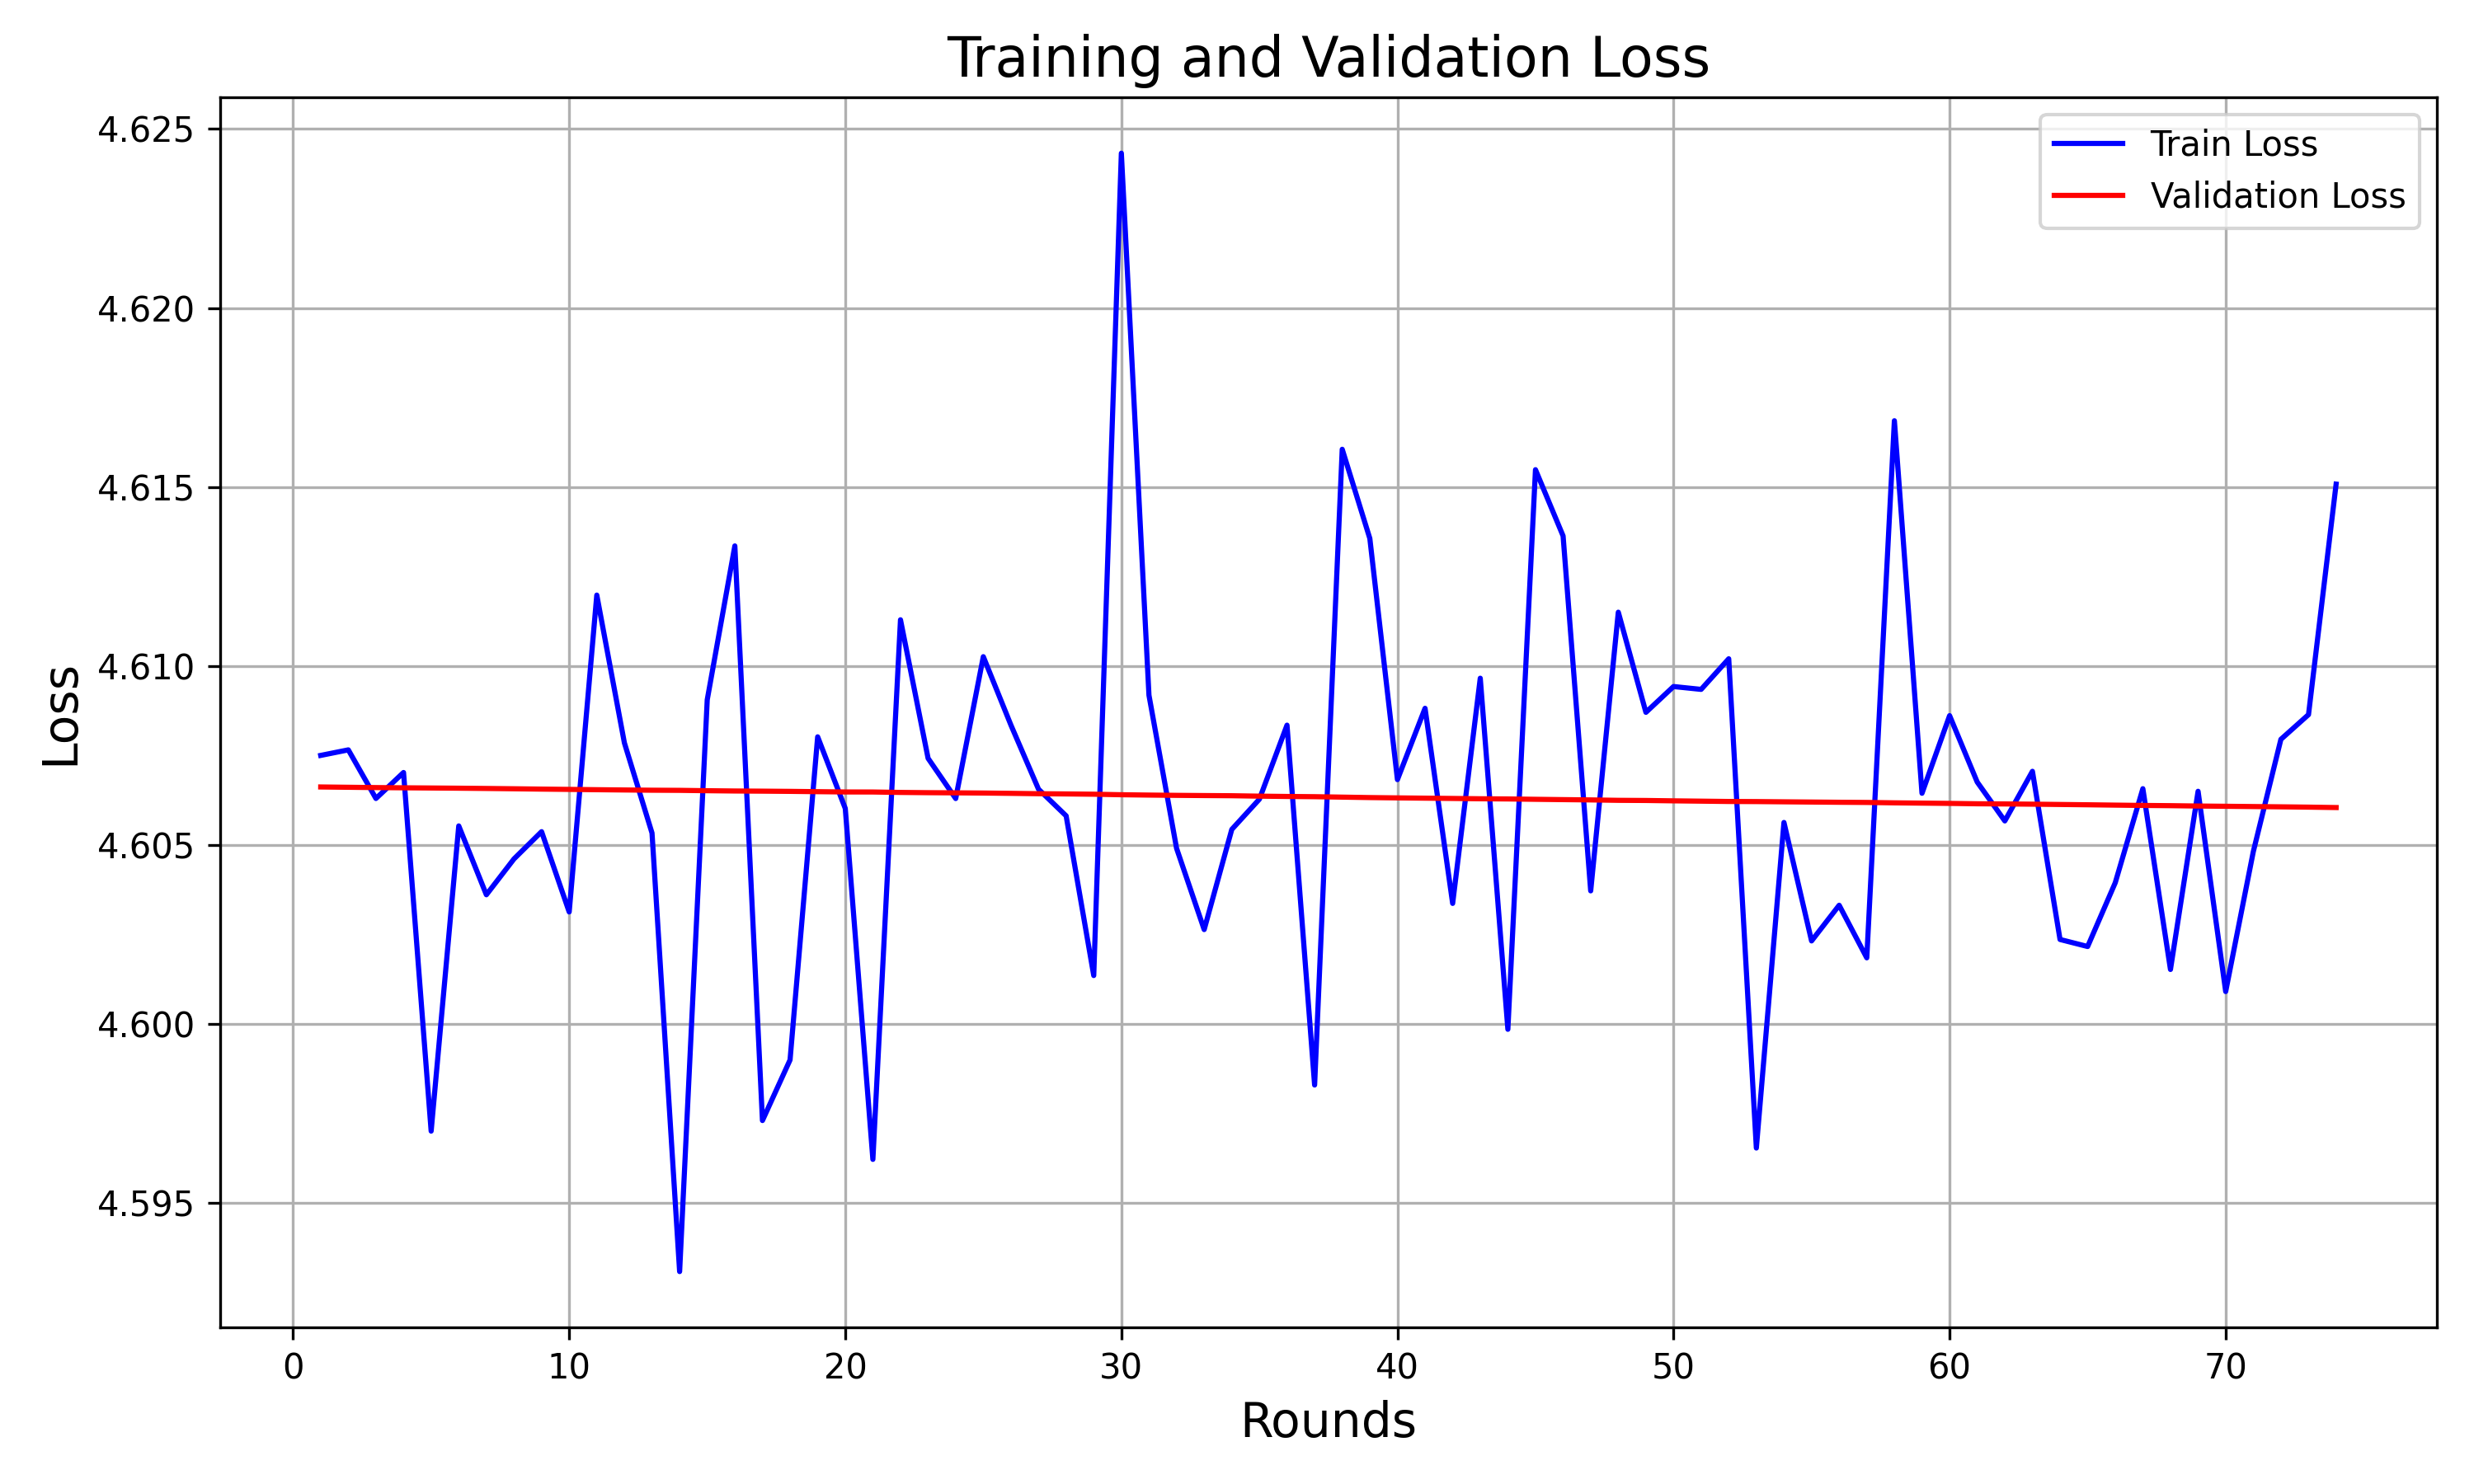 Training and Validation Loss
4.625
4.620
4.615
4.610
4.605
4.600
4.595
Loss
Train Loss
Validation Loss
0 10 20 30 40 50 60 70
Rounds